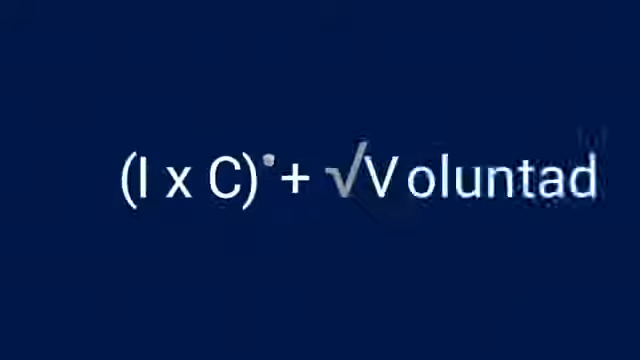 (I x C)° + √Voluntad